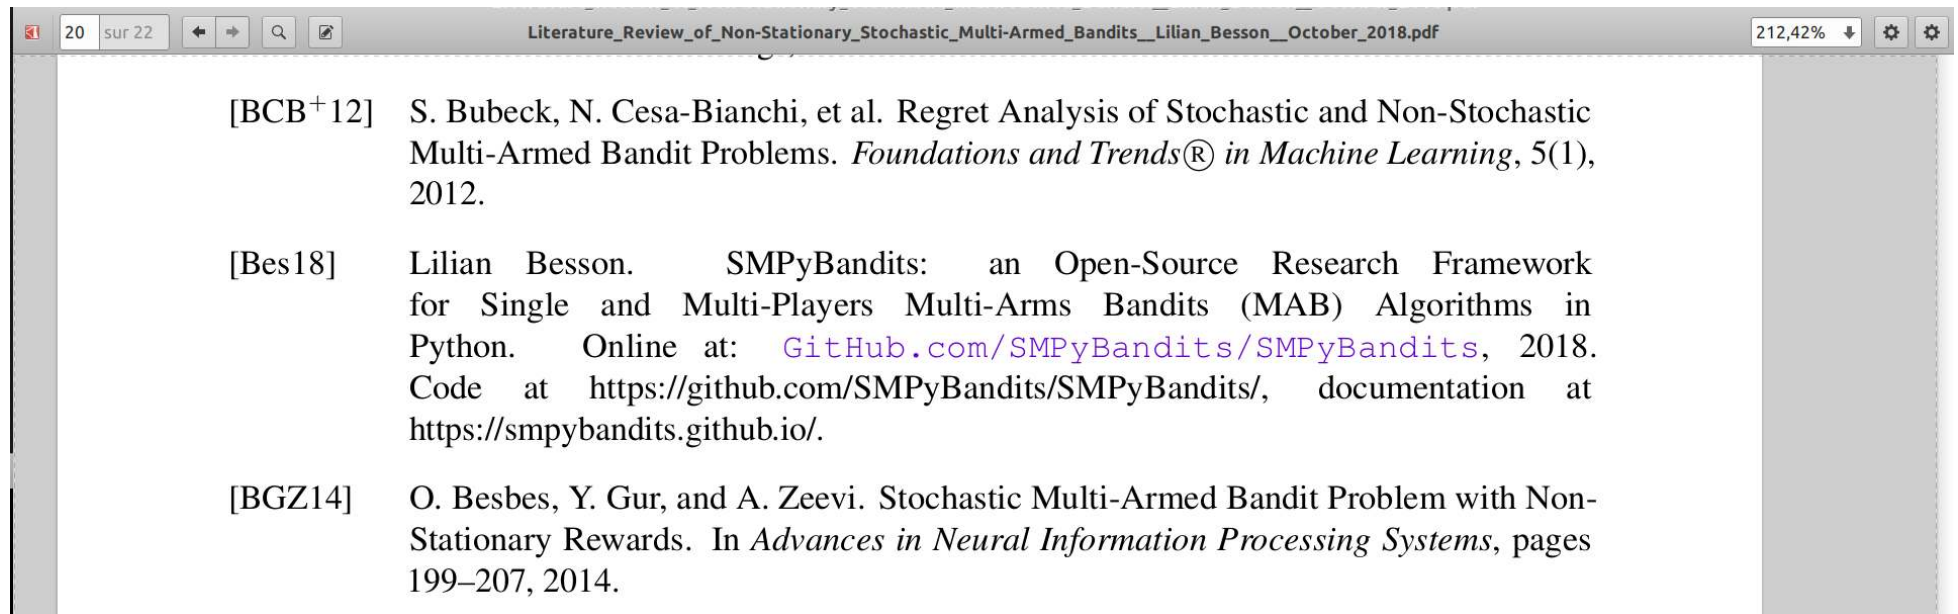 20 sur 22
Literature_Review_of_Non-Stationary_Stochastic_Multi-Armed_Bandits__Lilian_Besson__October_2018.pdf
212,42%
[BCB+12] S. Bubeck, N. Cesa-Bianchi, et al. Regret Analysis of Stochastic and Non-Stochastic
Multi-Armed Bandit Problems. Foundations and Trends® in Machine Learning, 5(1),
2012.
[Bes18] Lilian Besson. SMPyBandits: an Open-Source Research Framework
for Single and Multi-Players Multi-Arms Bandits (MAB) Algorithms in
Python. Online at: GitHub.com/SMPyBandits/SMPyBandits, 2018.
Code at https://github.com/SMPyBandits/SMPyBandits/, documentation at
https://smpybandits.github.io/.
[BGZ14] O. Besbes, Y. Gur, and A. Zeevi. Stochastic Multi-Armed Bandit Problem with Non-
Stationary Rewards. In Advances in Neural Information Processing Systems, pages
199–207, 2014.